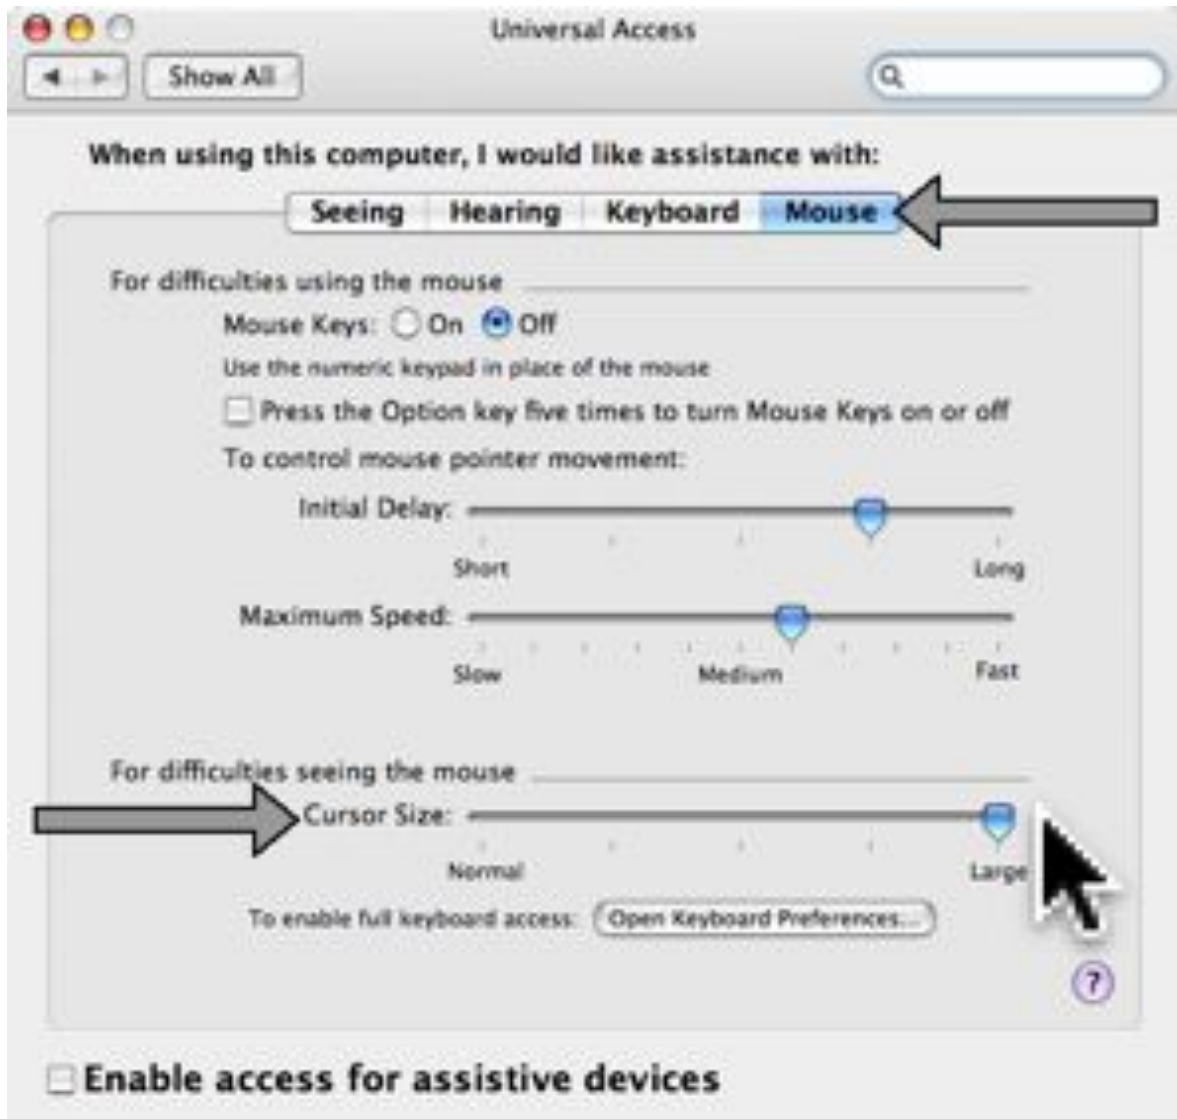 Universal Access
Show All
When using this computer, I would like assistance with:
Seeing Hearing Keyboard Mouse
For difficulties using the mouse
Mouse Keys: On Off
Use the numeric keypad in place of the mouse
Press the Option key five times to turn Mouse Keys on or off
To control mouse pointer movement:
Initial Delay:
Short Long
Maximum Speed:
Slow Medium Fast
For difficulties seeing the mouse
Cursor Size:
Normal Large
To enable full keyboard access: Open Keyboard Preferences...
?
Enable access for assistive devices